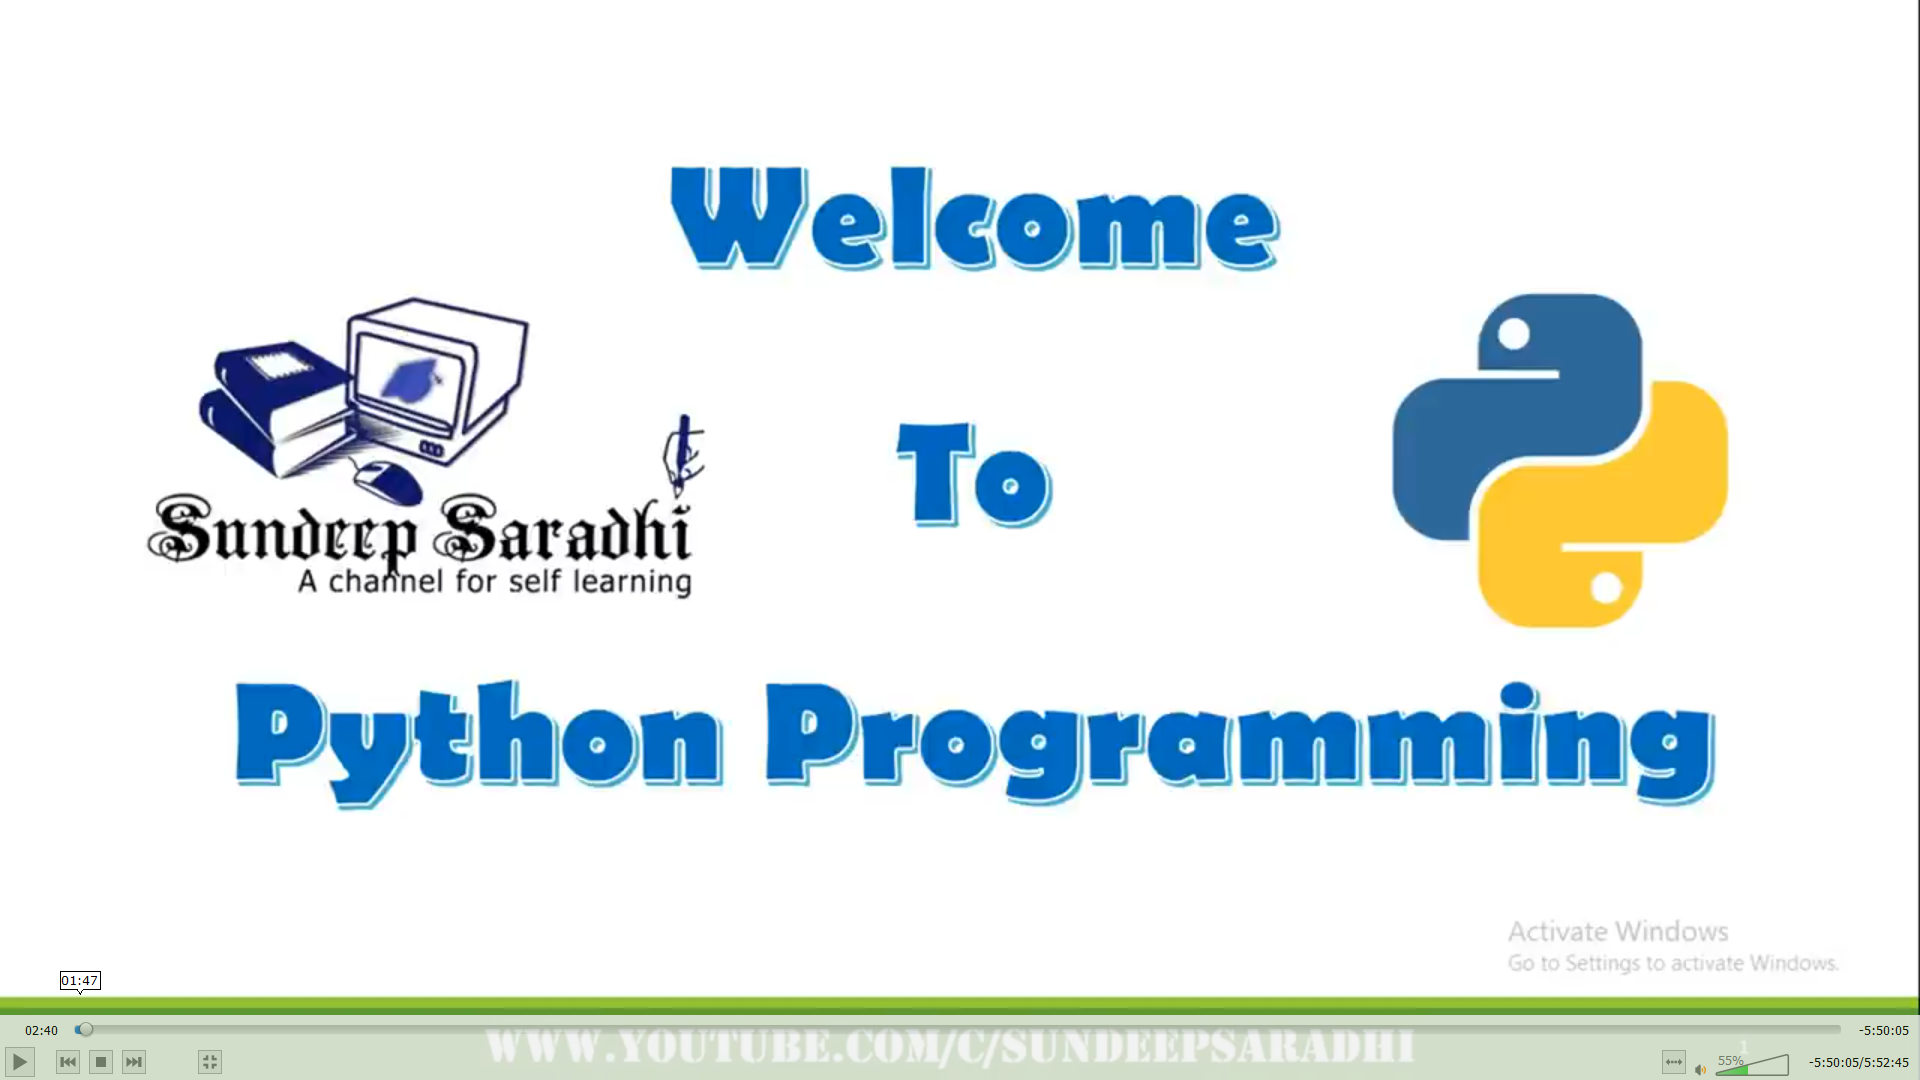 Welcome
To
Sundeep Saradhi
A channel for self learning
Python Programming
Activate Windows
Go to Settings to activate Windows.
01:47
02:40
-5:50:05
WWW.YOUTUBE.COM/C/SUNDEEPSARADHI
1
55%
-5:50:05/5:52:45